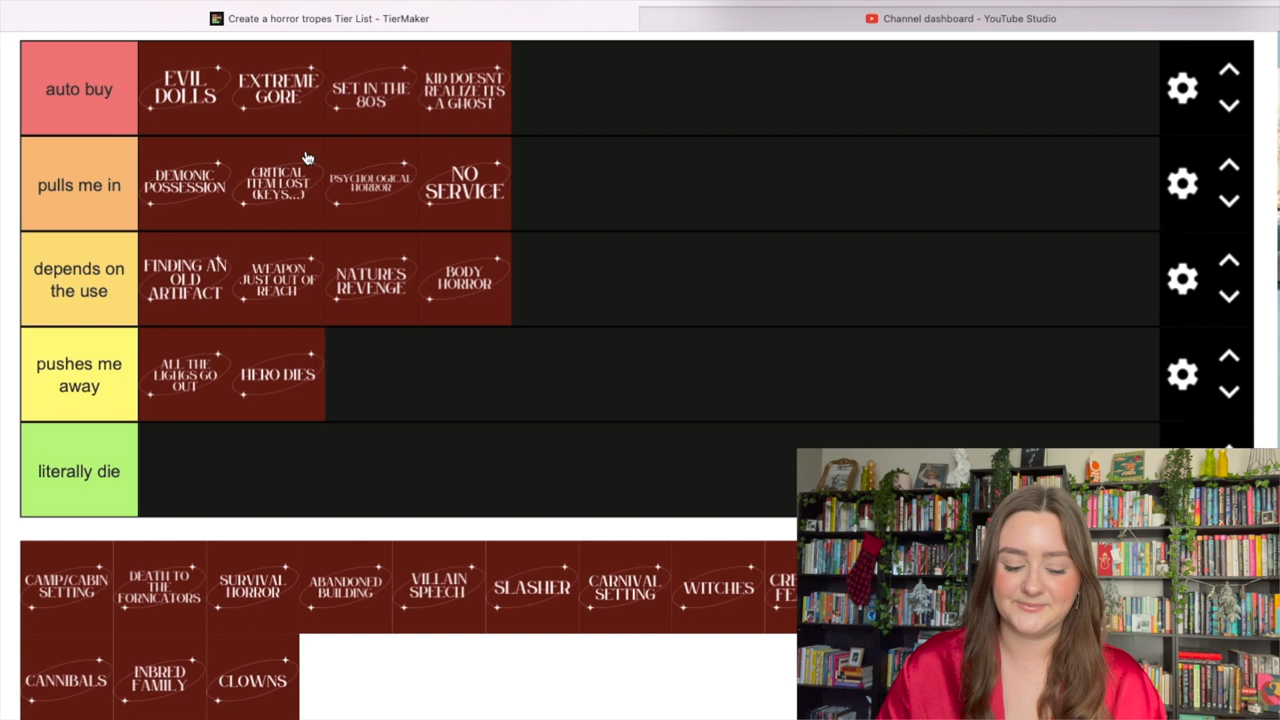 Create a horror tropes Tier List - TierMaker
Channel dashboard - YouTube Studio
auto buy
EVIL
DOLLS
EXTREME
GORE
SET IN THE
80S
KID DOESNT
REALIZE ITS
A GHOST
pulls me in
DEMONIC
POSSESSION
CRITICAL
ITEM LOST
(KEYS...)
PSYCHOLOGICAL
HORROR
NO
SERVICE
depends on
the use
FINDING AN
OLD
ARTIFACT
WEAPON
JUST OUT OF
REACH
NATURES
REVENGE
BODY
HORROR
pushes me
away
ALL THE
LIGHGS GO
OUT
HERO DIES
literally die
CAMP/CABIN
SETTING
DEATH TO
THE
FORNICATORS
SURVIVAL
HORROR
ABANDONED
BUILDING
VILLAIN
SPEECH
SLASHER
CARNIVAL
SETTING
WITCHES
CANNIBALS
INBRED
FAMILY
CLOWNS